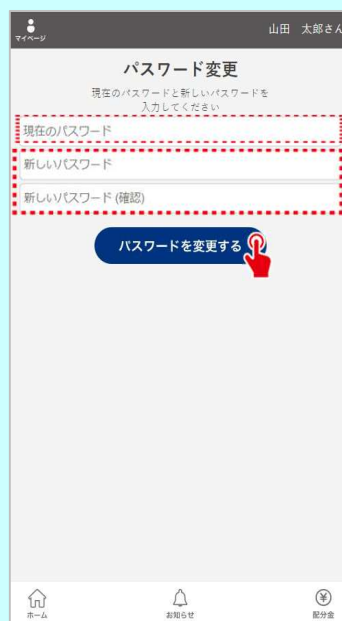 マイページ
山田 太郎さん
パスワード変更
現在のパスワードと新しいパスワードを
入力してください
現在のパスワード
新しいパスワード
新しいパスワード (確認)
パスワードを変更する
ホーム
お知らせ
配分金